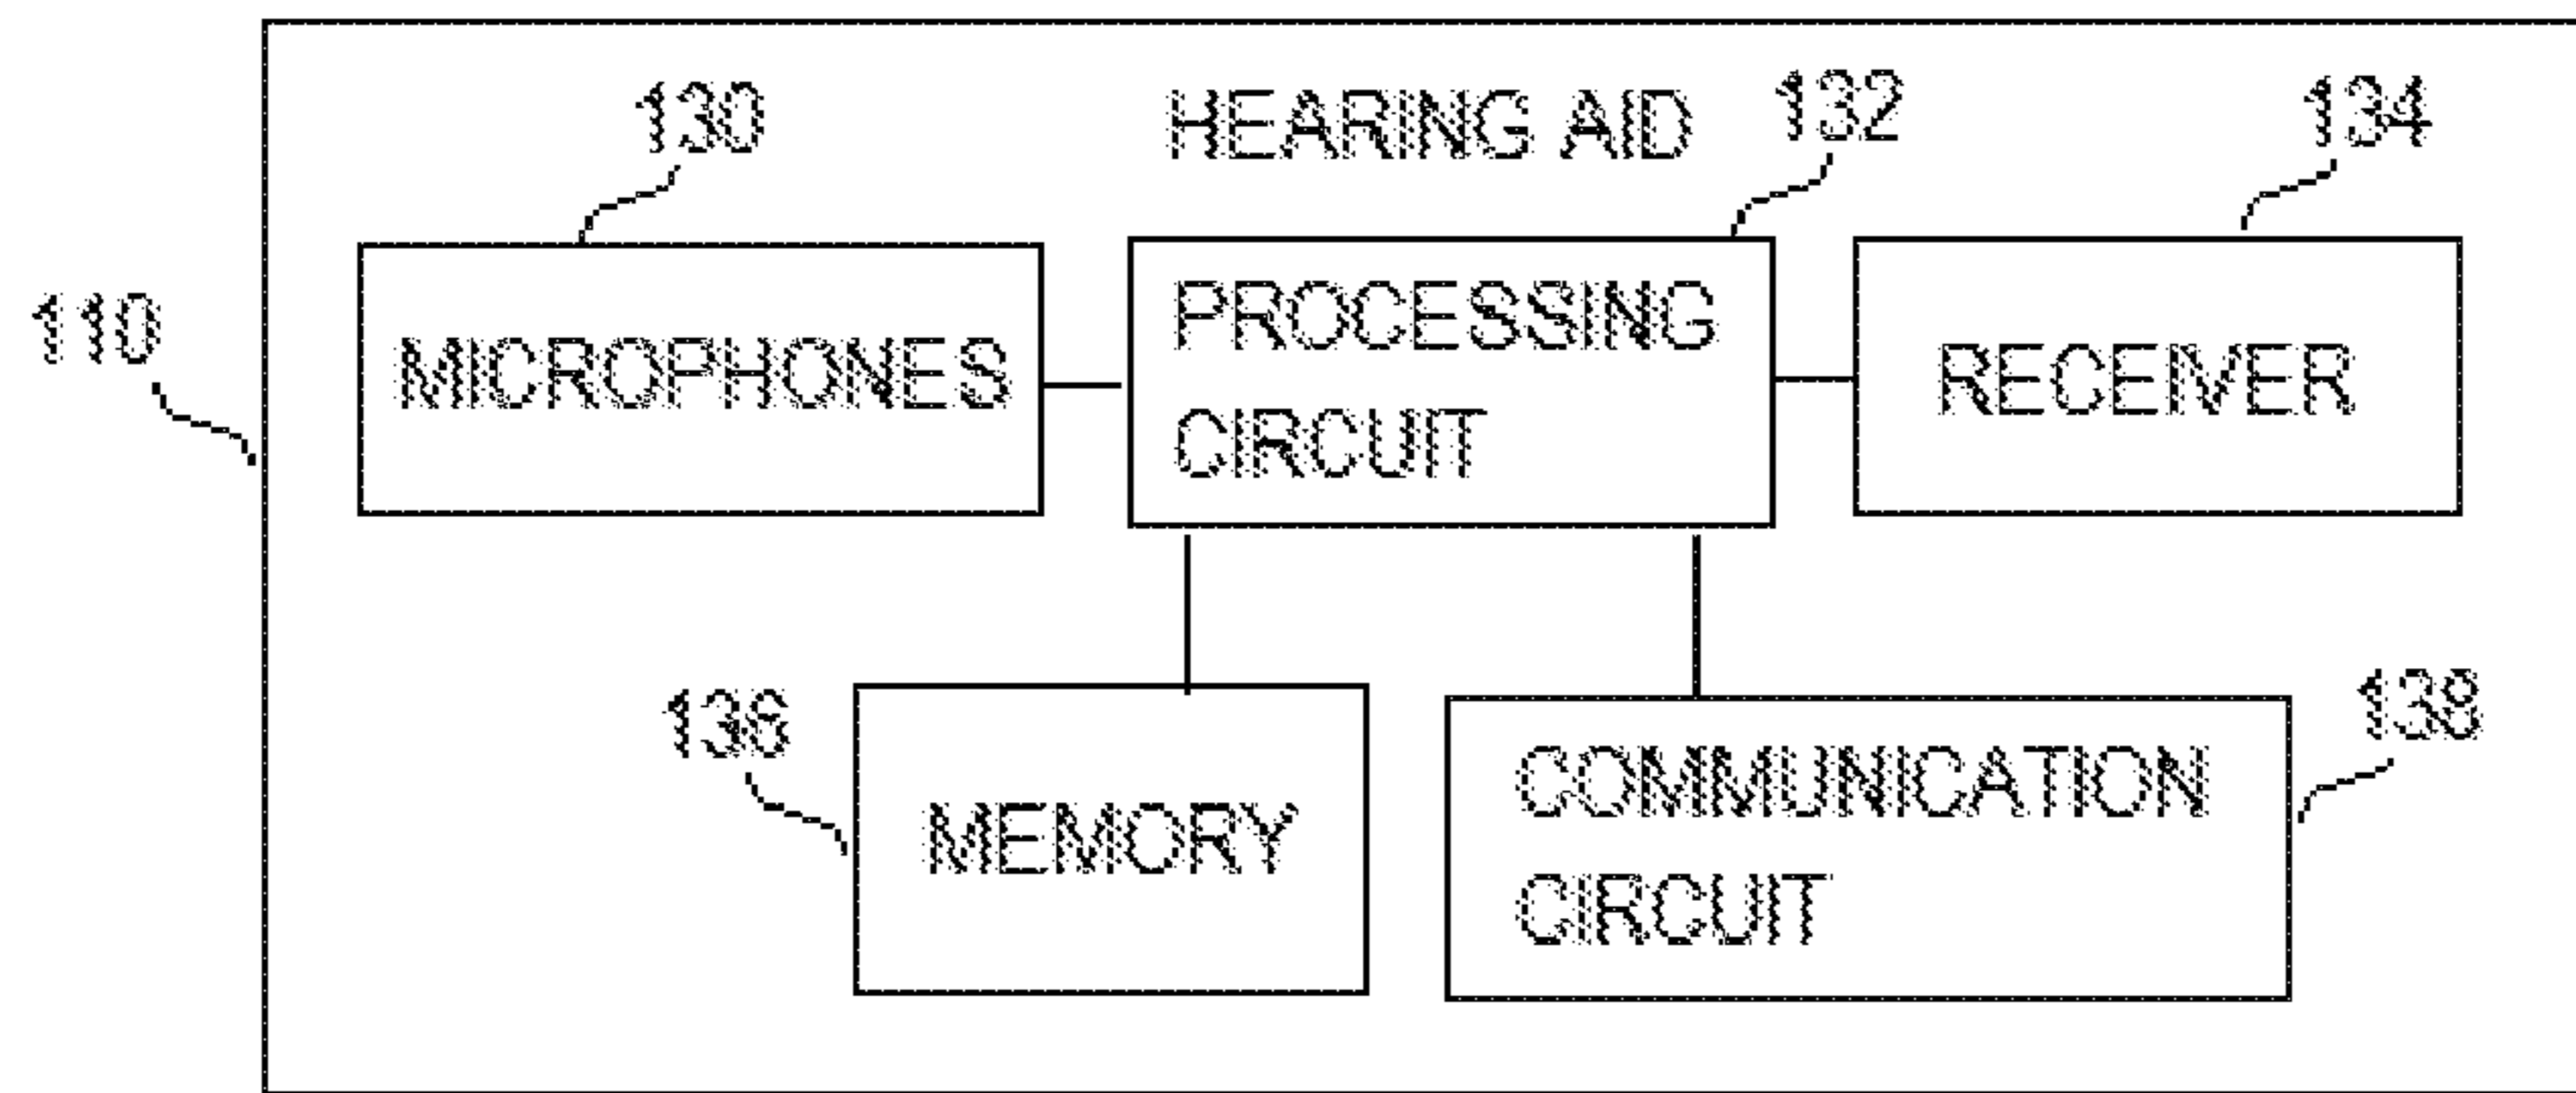 130
HEARING AID
132
134
110
MICROPHONES
PROCESSING
CIRCUIT
RECEIVER
136
MEMORY
138
COMMUNICATION
CIRCUIT